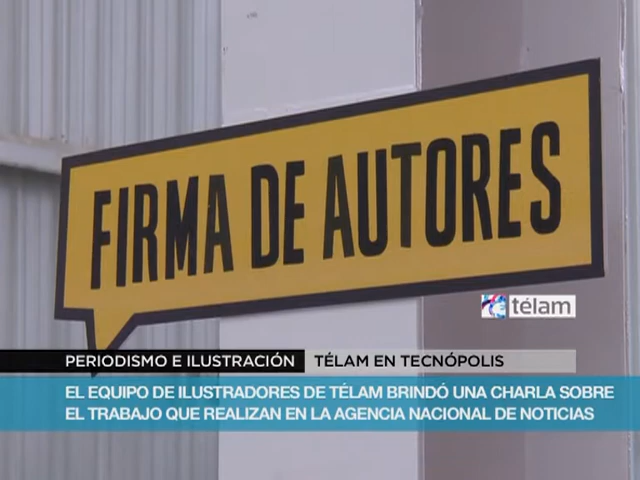 FIRMA DE AUTORES
télam
PERIODISMO E ILUSTRACIÓN TÉLAM EN TECNÓPOLIS
EL EQUIPO DE ILUSTRADORES DE TÉLAM BRINDÓ UNA CHARLA SOBRE
EL TRABAJO QUE REALIZAN EN LA AGENCIA NACIONAL DE NOTICIAS